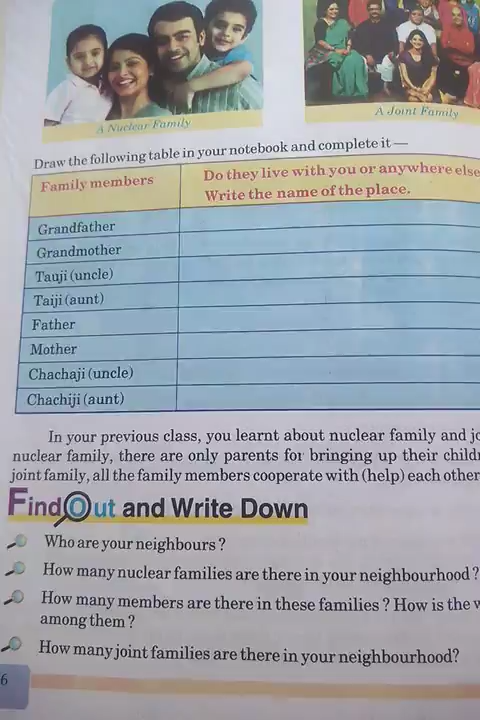 A Nuclear Family
A Joint Family
Draw the following table in your notebook and complete it —
Family members
Do they live with you or anywhere else
Write the name of the place.
Grandfather
Grandmother
Tauji (uncle)
Taiji (aunt)
Father
Mother
Chachaji (uncle)
Chachiji (aunt)
In your previous class, you learnt about nuclear family and
nuclear family, there are only parents for bringing up their
joint family, all the family members cooperate with (help) each other
Find Out and Write Down
Who are your neighbours ?
How many nuclear families are there in your neighbourhood ?
How many members are there in these families ? How is the
among them ?
How many joint families are there in your neighbourhood?
6